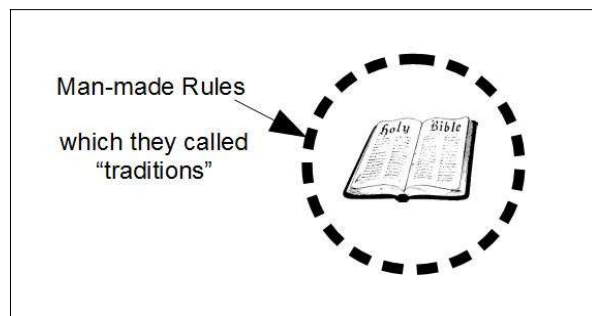 Man-made Rules
which they called
“traditions”
Holy Bible